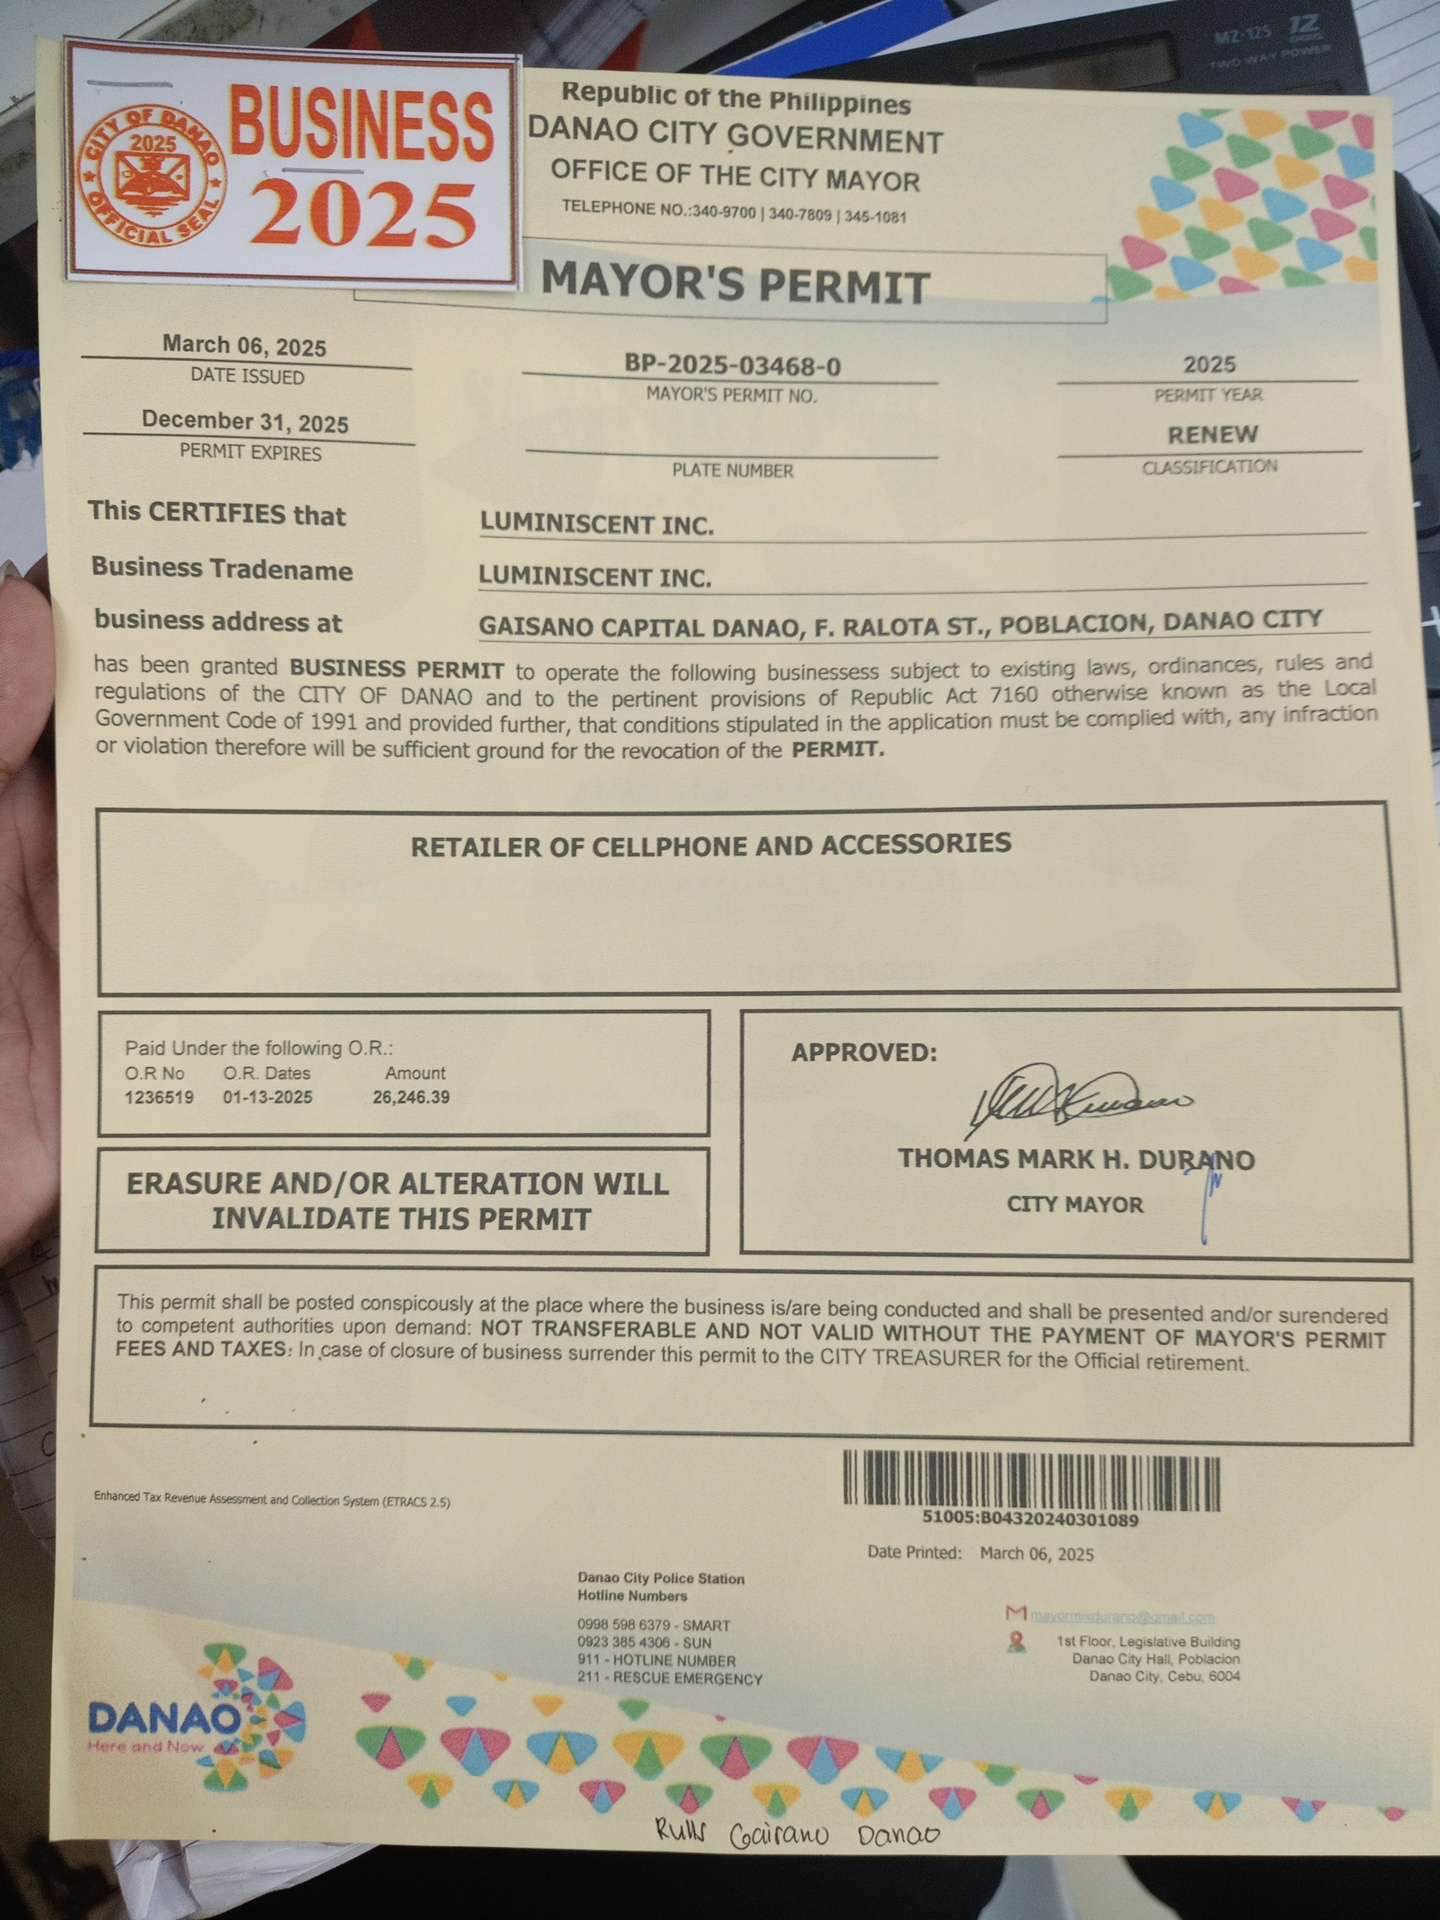 MZ-125 12
TWO WAY POWER
CITY OF DANAO
2025
OFFICIAL SEAL
BUSINESS
2025
Republic of the Philippines
DANAO CITY GOVERNMENT
OFFICE OF THE CITY MAYOR
TELEPHONE NO.:340-9700 | 340-7809 | 345-1081
MAYOR'S PERMIT
March 06, 2025
DATE ISSUED
BP-2025-03468-0
MAYOR'S PERMIT NO.
2025
PERMIT YEAR
December 31, 2025
PERMIT EXPIRES
PLATE NUMBER
RENEW
CLASSIFICATION
This CERTIFIES that LUMINISCENT INC.
Business Tradename LUMINISCENT INC.
business address at GAISANO CAPITAL DANAO, F. RALOTA ST., POBLACION, DANAO CITY
has been granted BUSINESS PERMIT to operate the following businessess subject to existing laws, ordinances, rules and
regulations of the CITY OF DANAO and to the pertinent provisions of Republic Act 7160 otherwise known as the Local
Government Code of 1991 and provided further, that conditions stipulated in the application must be complied with, any infraction
or violation therefore will be sufficient ground for the revocation of the PERMIT.
RETAILER OF CELLPHONE AND ACCESSORIES
Paid Under the following O.R.:
O.R No O.R. Dates Amount
1236519 01-13-2025 26,246.39
ERASURE AND/OR ALTERATION WILL
INVALIDATE THIS PERMIT
APPROVED:
THOMAS MARK H. DURANO
CITY MAYOR
This permit shall be posted conspicously at the place where the business is/are being conducted and shall be presented and/or surendered
to competent authorities upon demand: NOT TRANSFERABLE AND NOT VALID WITHOUT THE PAYMENT OF MAYOR'S PERMIT
FEES AND TAXES: In case of closure of business surrender this permit to the CITY TREASURER for the Official retirement.
Enhanced Tax Revenue Assessment and Collection System (ETRACS 2.5)
51005:B04320240301089
Date Printed: March 06, 2025
Danao City Police Station
Hotline Numbers
0998 598 6379 - SMART
0923 385 4306 - SUN
911 - HOTLINE NUMBER
211 - RESCUE EMERGENCY
1st Floor, Legislative Building
Danao City Hall, Poblacion
Danao City, Cebu, 6004
DANAO
Here and Now
Danao